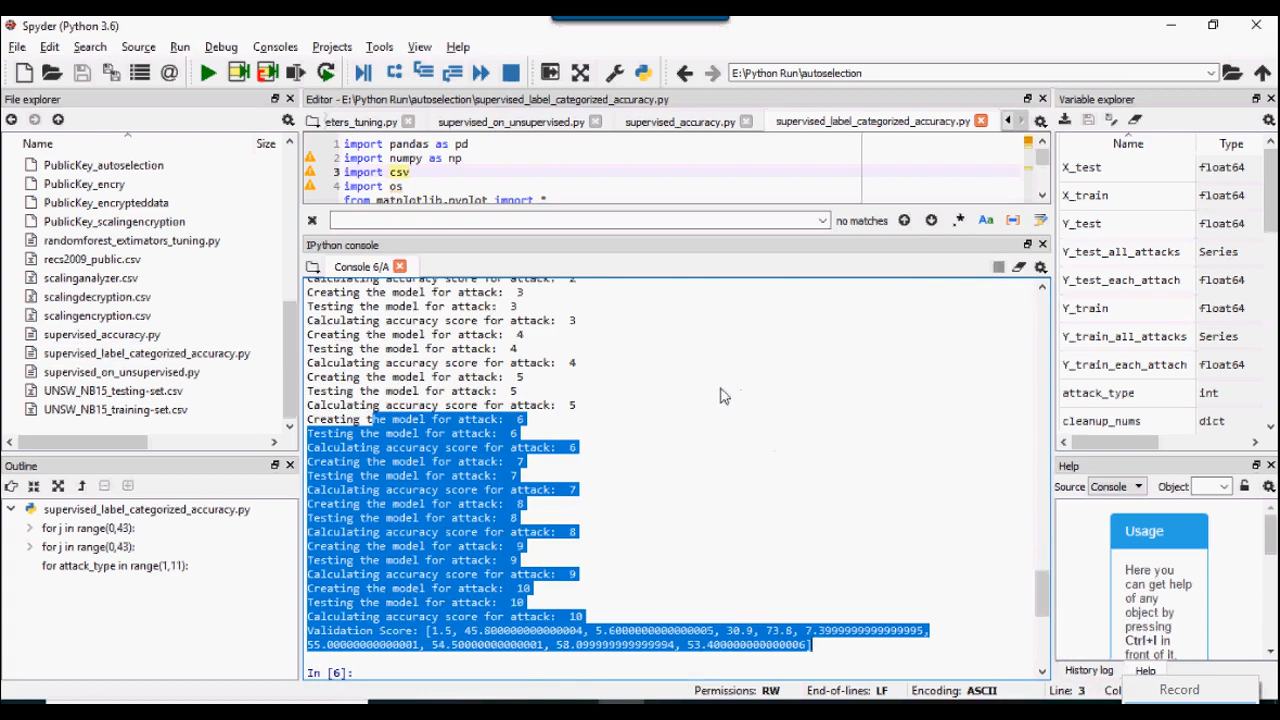 Spyder (Python 3.6)
File Edit Search Source Run Debug Consoles Projects Tools View Help
E:\Python Run\autoselection
File explorer
Name Size
PublicKey_autoselection
PublicKey_encry
PublicKey_encrypteddata
PublicKey_scalingencryption
randomforest_extimators_tuning.py
recs2009_public.csv
scalinganalyzer.csv
scalingdecryption.csv
scalingencryption.csv
supervised_accuracy.py
supervised_label_categorized_accuracy.py
supervised_on_unsupervised.py
UNSW_NB15_testing-set.csv
UNSW_NB15_training-set.csv
Outline
supervised_label_categorized_accuracy.py
for j in range(0,43):
for j in range(0,43):
for attack_type in range(1,11):
Editor - E:\Python Run\autoselection\supervised_label_categorized_accuracy.py
eters_tuning.py supervised_on_unsupervised.py supervised_accuracy.py supervised_label_categorized_accuracy.py
1 import pandas as pd
2 import numpy as np
3 import csv
4 import os
from matplotlib.pyplot import *
no matches Aa
IPython console
Console 6/A
Calculating accuracy score for attack: 2
Creating the model for attack: 3
Testing the model for attack: 3
Calculating accuracy score for attack: 3
Creating the model for attack: 4
Testing the model for attack: 4
Calculating accuracy score for attack: 4
Creating the model for attack: 5
Testing the model for attack: 5
Calculating accuracy score for attack: 5
Creating the model for attack: 6
Testing the model for attack: 6
Calculating accuracy score for attack: 6
Creating the model for attack: 7
Testing the model for attack: 7
Calculating accuracy score for attack: 7
Creating the model for attack: 8
Testing the model for attack: 8
Calculating accuracy score for attack: 8
Creating the model for attack: 9
Testing the model for attack: 9
Calculating accuracy score for attack: 9
Creating the model for attack: 10
Testing the model for attack: 10
Calculating accuracy score for attack: 10
Validation Score: [1.5, 45.800000000000004, 5.6000000000000005, 30.9, 73.8, 7.3999999999999995,
55.00000000000001, 54.50000000000001, 58.099999999999994, 53.400000000000006]
In [6]:
Variable explorer
Name Type
X_test float64
X_train float64
Y_test float64
Y_test_all_attacks Series
Y_test_each_attach float64
Y_train float64
Y_train_all_attacks Series
Y_train_each_attach float64
attack_type int
cleanup_nums dict
Help
Source Console Object
Usage
Here you
can get help
of any
object by
pressing
Ctrl+I in
front of it,
History log Help
Permissions: RW End-of-lines: LF Encoding: ASCII Line: 3 Col
Record